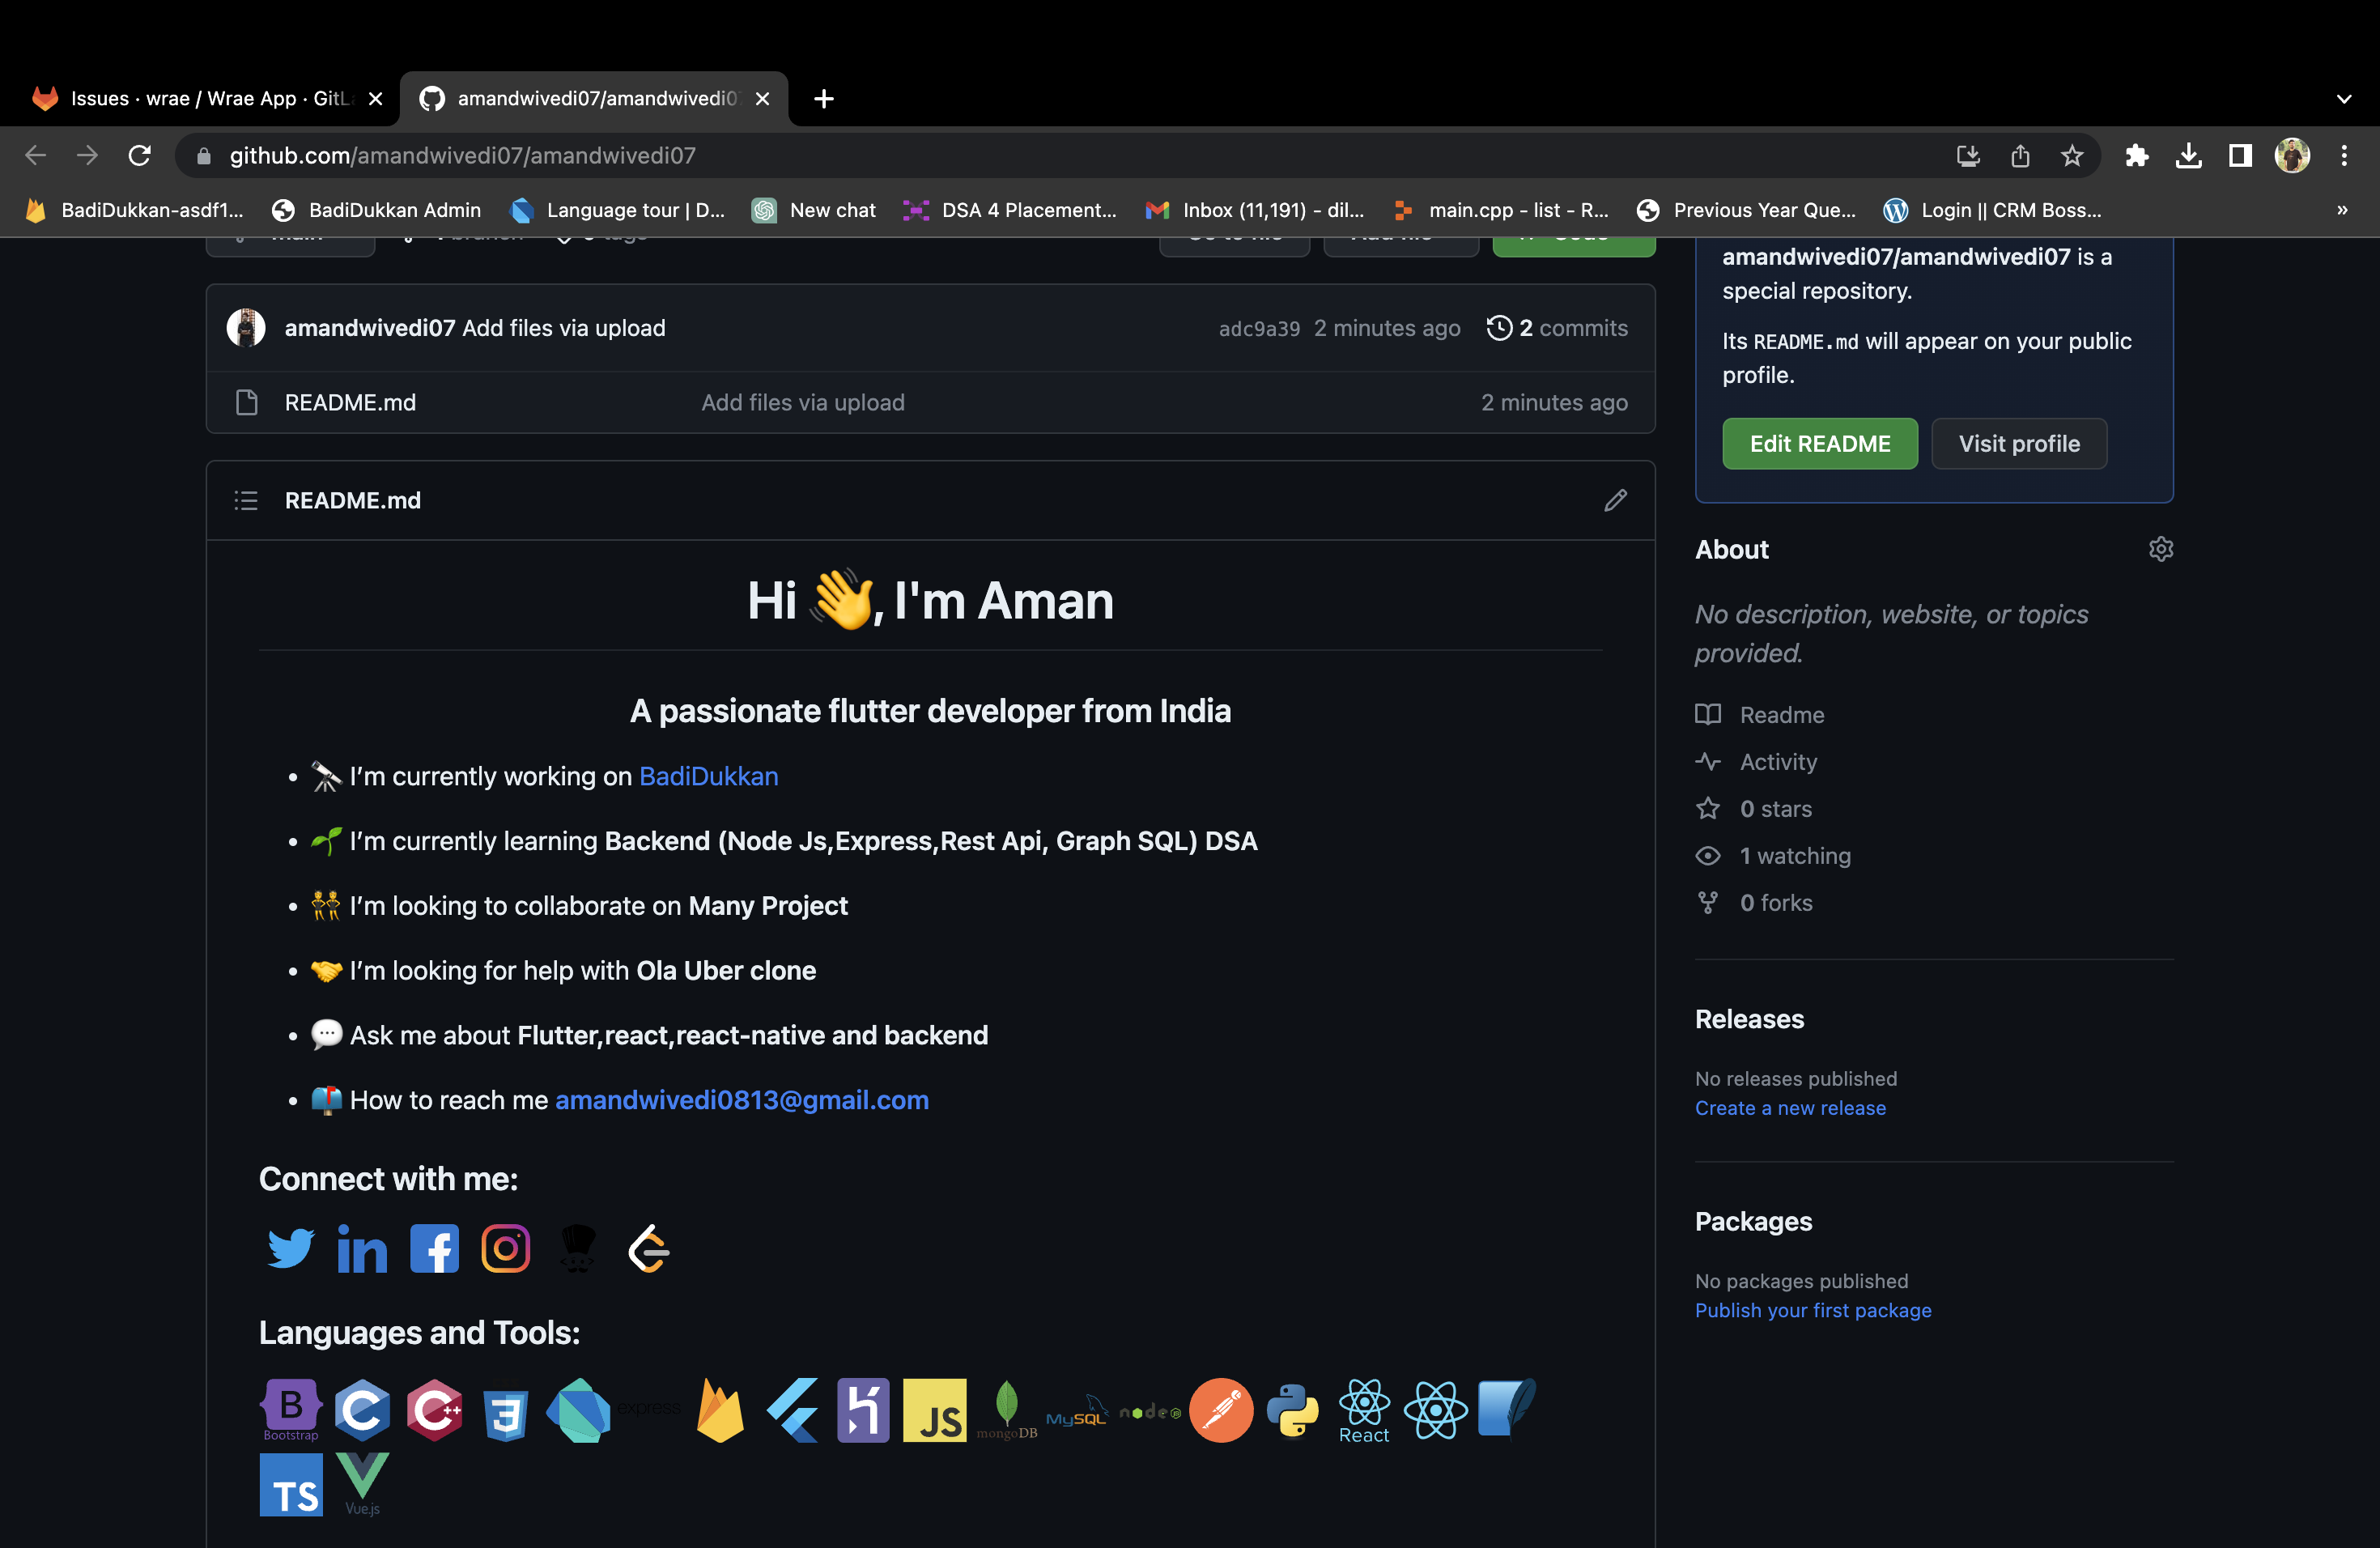 Issues · wrae / Wrae App · GitL
amandwivedi07/amandwivedi0
github.com/amandwivedi07/amandwivedi07
BadiDukkan-asdf1...
BadiDukkan Admin
Language tour | D...
New chat
DSA 4 Placement...
Inbox (11,191) - dil...
main.cpp - list - R...
Previous Year Que...
Login || CRM Boss...
»
amandwivedi07 Add files via upload
adc9a39 2 minutes ago 2 commits
README.md Add files via upload 2 minutes ago
README.md
Hi 👋, I'm Aman
A passionate flutter developer from India
• 🔭 I’m currently working on BadiDukkan
• 🌱 I’m currently learning Backend (Node Js,Express,Rest Api, Graph SQL) DSA
• 👯 I’m looking to collaborate on Many Project
• 🤝 I’m looking for help with Ola Uber clone
• 💬 Ask me about Flutter,react,react-native and backend
• 📫 How to reach me amandwivedi0813@gmail.com
Connect with me:
in f
Languages and Tools:
B
Bootstrap
C
C++
3
express
JS
mongoDB
MySQL
node
React
TS
Vue.js
amandwivedi07/amandwivedi07 is a
special repository.
Its README.md will appear on your public
profile.
Edit README
Visit profile
About
No description, website, or topics
provided.
Readme
Activity
0 stars
1 watching
0 forks
Releases
No releases published
Create a new release
Packages
No packages published
Publish your first package